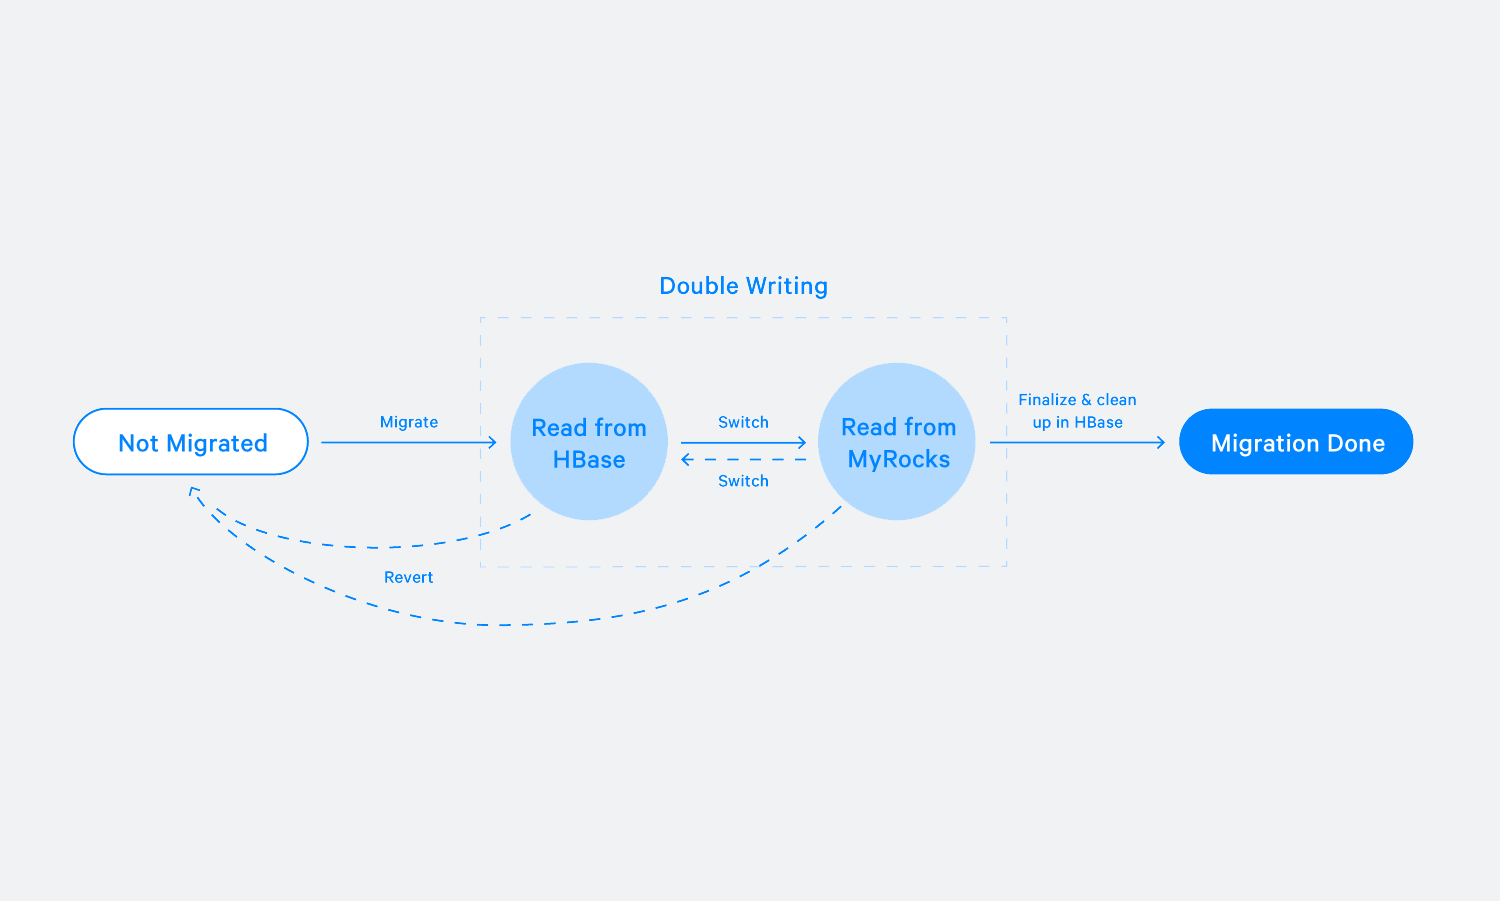 Double Writing
Not Migrated
Migrate
Read from
HBase
Switch
Switch
Read from
MyRocks
Finalize & clean
up in HBase
Migration Done
Revert